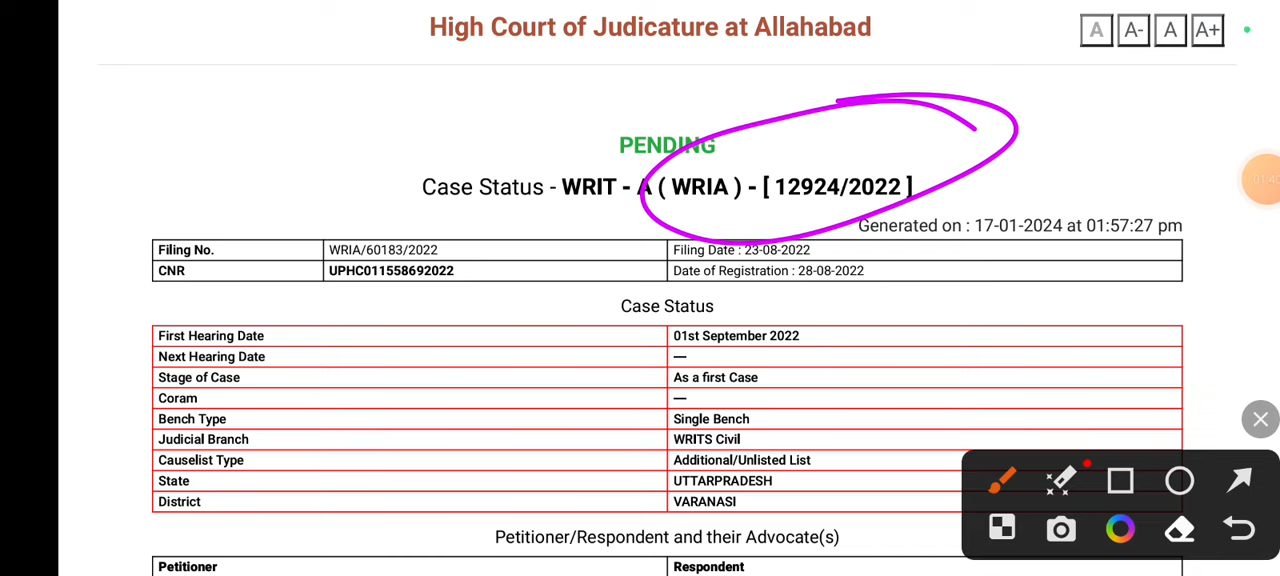 High Court of Judicature at Allahabad
A A- A A+
PENDING
Case Status - WRIT - A ( WRIA ) - [ 12924/2022 ]
Generated on : 17-01-2024 at 01:57:27 pm
Filing No. WRIA/60183/2022 Filing Date : 23-08-2022
CNR UPHC011558692022 Date of Registration : 28-08-2022
Case Status
First Hearing Date 01st September 2022
Next Hearing Date —
Stage of Case As a first Case
Coram —
Bench Type Single Bench
Judicial Branch WRITS Civil
Causelist Type Additional/Unlisted List
State UTTARPRADESH
District VARANASI
Petitioner/Respondent and their Advocate(s)
Petitioner Respondent